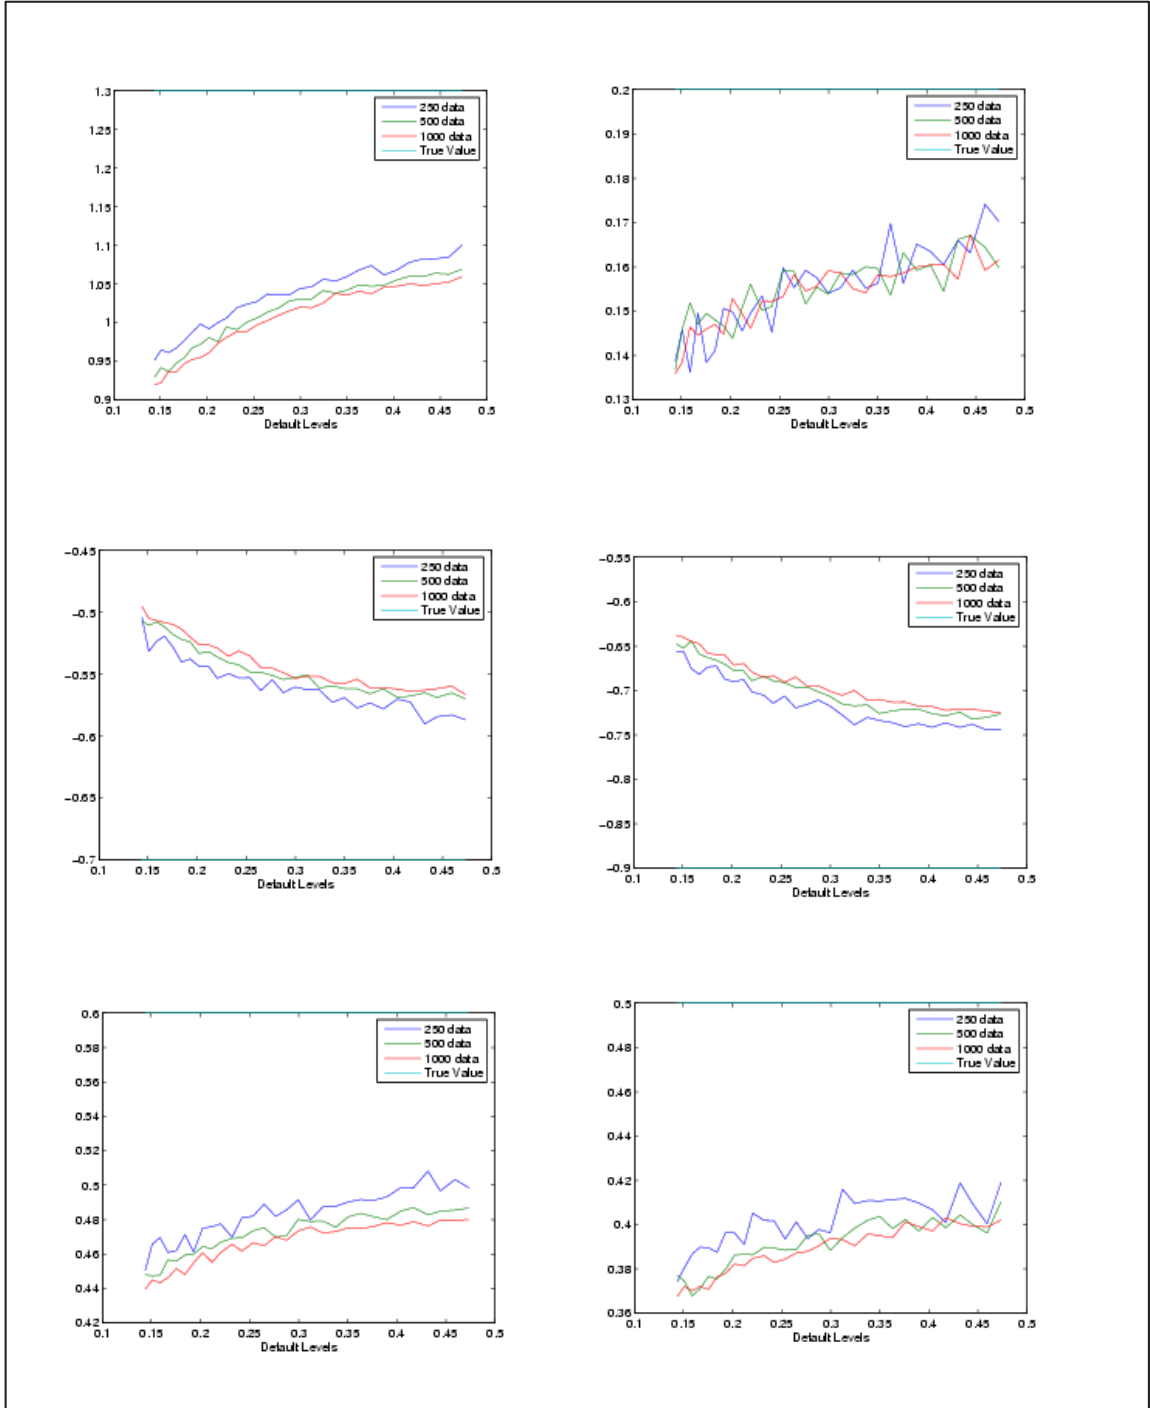 1.3
1.25
1.2
1.15
1.1
1.05
1
0.95
0.9
0.1 0.15 0.2 0.25 0.3 0.35 0.4 0.45 0.5
Default Levels
250 data
500 data
1000 data
True Value
0.2
0.19
0.18
0.17
0.16
0.15
0.14
0.13
0.1 0.15 0.2 0.25 0.3 0.35 0.4 0.45 0.5
Default Levels
250 data
500 data
1000 data
True Value
−0.45
−0.5
−0.55
−0.6
−0.65
−0.7
0.1 0.15 0.2 0.25 0.3 0.35 0.4 0.45 0.5
Default Levels
250 data
500 data
1000 data
True Value
−0.55
−0.6
−0.65
−0.7
−0.75
−0.8
−0.85
−0.9
0.1 0.15 0.2 0.25 0.3 0.35 0.4 0.45 0.5
Default Levels
250 data
500 data
1000 data
True Value
0.6
0.58
0.56
0.54
0.52
0.5
0.48
0.46
0.44
0.42
0.1 0.15 0.2 0.25 0.3 0.35 0.4 0.45 0.5
Default Levels
250 data
500 data
1000 data
True Value
0.5
0.48
0.46
0.44
0.42
0.4
0.38
0.36
0.1 0.15 0.2 0.25 0.3 0.35 0.4 0.45 0.5
Default Levels
250 data
500 data
1000 data
True Value